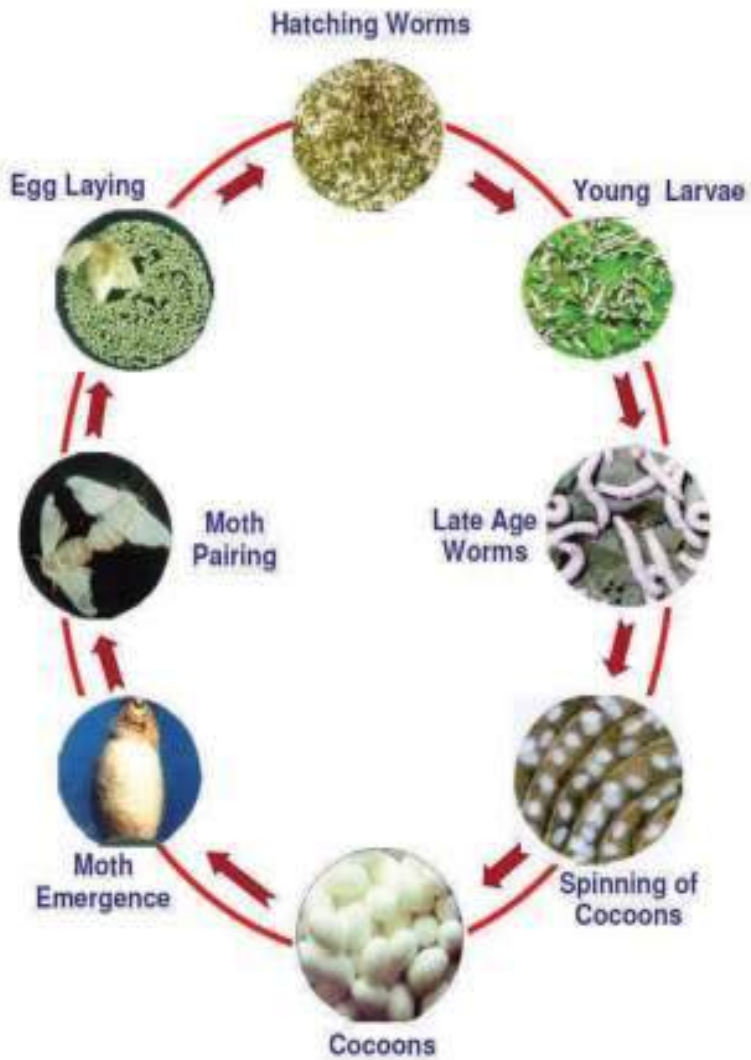 Hatching Worms
Egg Laying
Young Larvae
Moth
Pairing
Late Age
Worms
Moth
Emergence
Spinning of
Cocoons
Cocoons